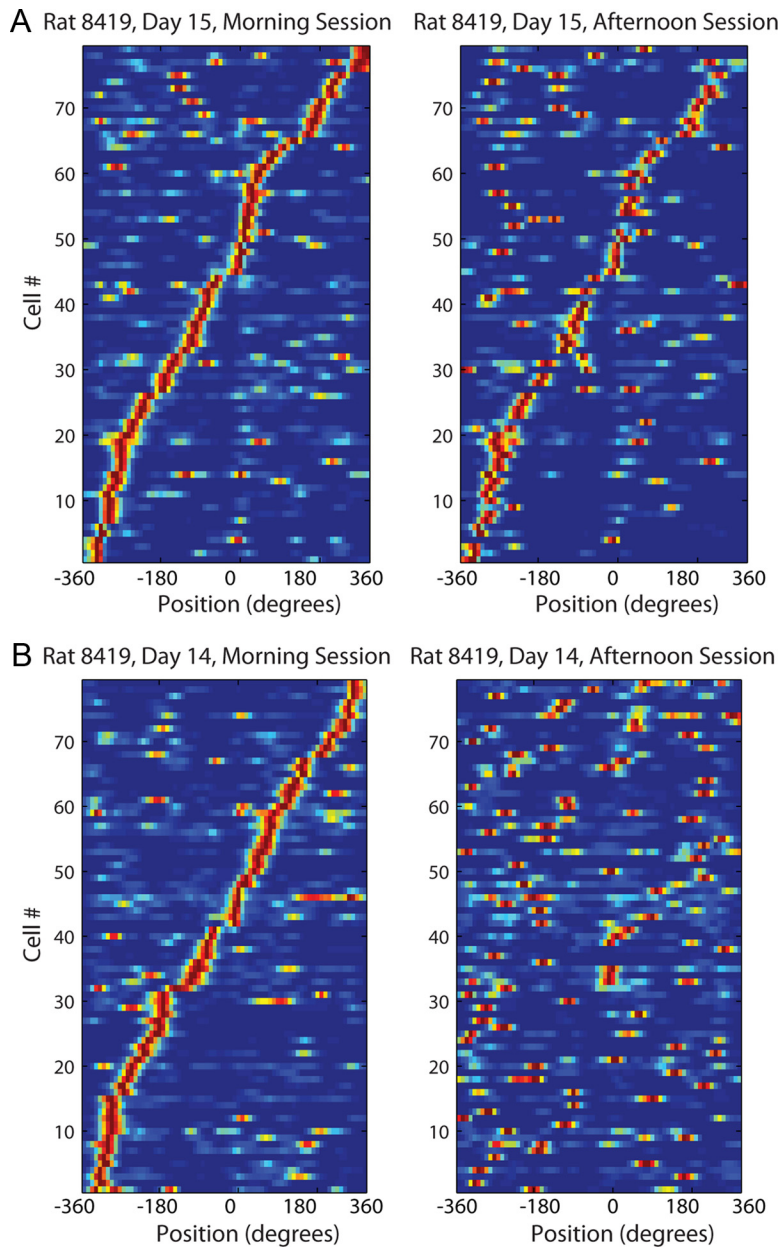 A Rat 8419, Day 15, Morning Session
Rat 8419, Day 15, Afternoon Session
Cell #
70
60
50
40
30
20
10
-360 -180 0 180 360
Position (degrees)
70
60
50
40
30
20
10
-360 -180 0 180 360
Position (degrees)
B Rat 8419, Day 14, Morning Session
Rat 8419, Day 14, Afternoon Session
Cell #
70
60
50
40
30
20
10
-360 -180 0 180 360
Position (degrees)
70
60
50
40
30
20
10
-360 -180 0 180 360
Position (degrees)